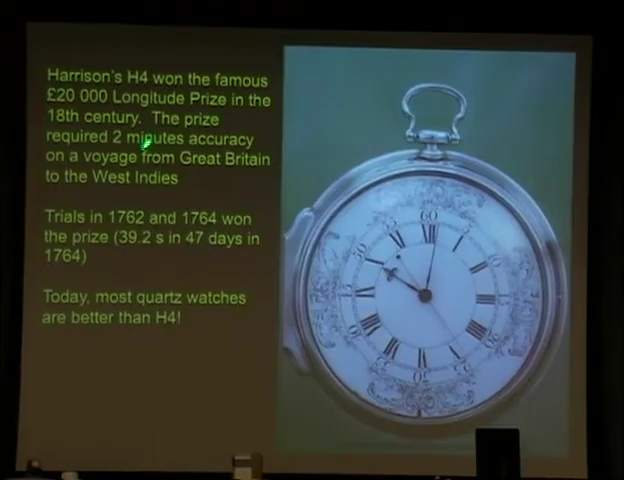 Harrison's H4 won the famous
£20 000 Longitude Prize in the
18th century. The prize
required 2 minutes accuracy
on a voyage from Great Britain
to the West Indies
Trials in 1762 and 1764 won
the prize (39.2 s in 47 days in
1764)
Today, most quartz watches
are better than H4!
60